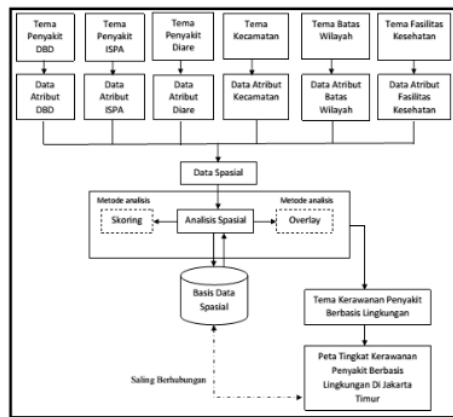 Tema
Penyakit
DBD
Tema
Penyakit
ISPA
Tema
Penyakit
Diare
Tema
Kecamatan
Tema Batas
Wilayah
Tema Fasilitas
Kesehatan
Data
Atribut
DBD
Data
Atribut
ISPA
Data
Atribut
Diare
Data Atribut
Kecamatan
Data Atribut
Batas
Wilayah
Data Atribut
Fasilitas
Kesehatan
Data Spasial
Metode analisis
Metode analisis
Skoring
Analisis Spasial
Overlay
Basis Data
Spasial
Tema Kerawanan Penyakit
Berbasis Lingkungan
Saling Berhubungan
Peta Tingkat Kerawanan
Penyakit Berbasis
Lingkungan Di Jakarta
Timur